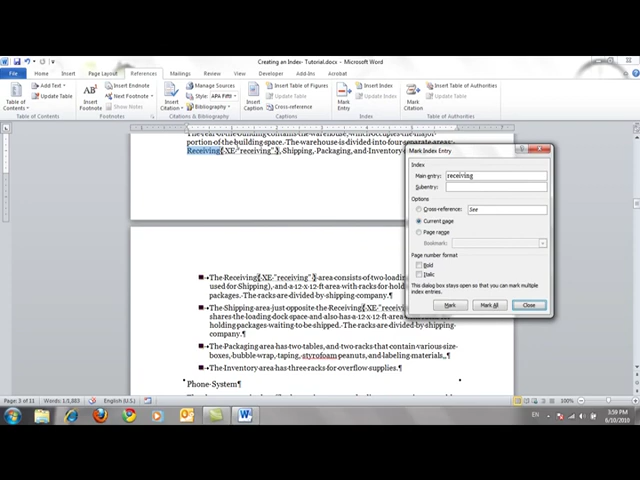 Creating an Index- Tutorial.docx - Microsoft Word
File Home Insert Page Layout References Mailings Review View Developer Add-Ins Acrobat
Table of Contents
Add Text
Update Table
Insert Footnote
AB¹
Insert Endnote
Next Footnote
Insert Citation
Manage Sources
Style: APA Fifth
Bibliography
Insert Caption
Insert Table of Figures
Update Table
Cross-reference
Mark Entry
Insert Index
Update Index
Mark Citation
Insert Table of Authorities
Update Table
Table of Contents
Footnotes
Citations & Bibliography
Captions
Index
Table of Authorities
portion of the building space. The warehouse is divided into four separate areas:
Receiving{ XE "receiving" }, Shipping, Packaging, and Inventory
The Receiving{ XE "receiving" } area consists of two loading
used for Shipping), and a 12 x 12 ft area with racks for hold
packages. The racks are divided by shipping company.¶
The Shipping area just opposite the Receiving{ XE "receiving"
shares the loading dock space and also has a 12 x 12 ft area
holding packages waiting to be shipped. The racks are divided by shipping
company.¶
The Packaging area has two tables, and two racks that contain various size
boxes, bubble wrap, taping, styrofoam peanuts, and labeling materials,.¶
The Inventory area has three racks for overflow supplies.¶
Phone System¶
Mark Index Entry
Index
Main entry: receiving
Subentry:
Options
Cross-reference: See
Current page
Page range
Bookmark:
Page number format
Bold
Italic
This dialog box stays open so that you can mark multiple
index entries.
Mark Mark All Close
Page: 3 of 11 Words: 1/1,883 100%
EN 3:59 PM
6/10/2010